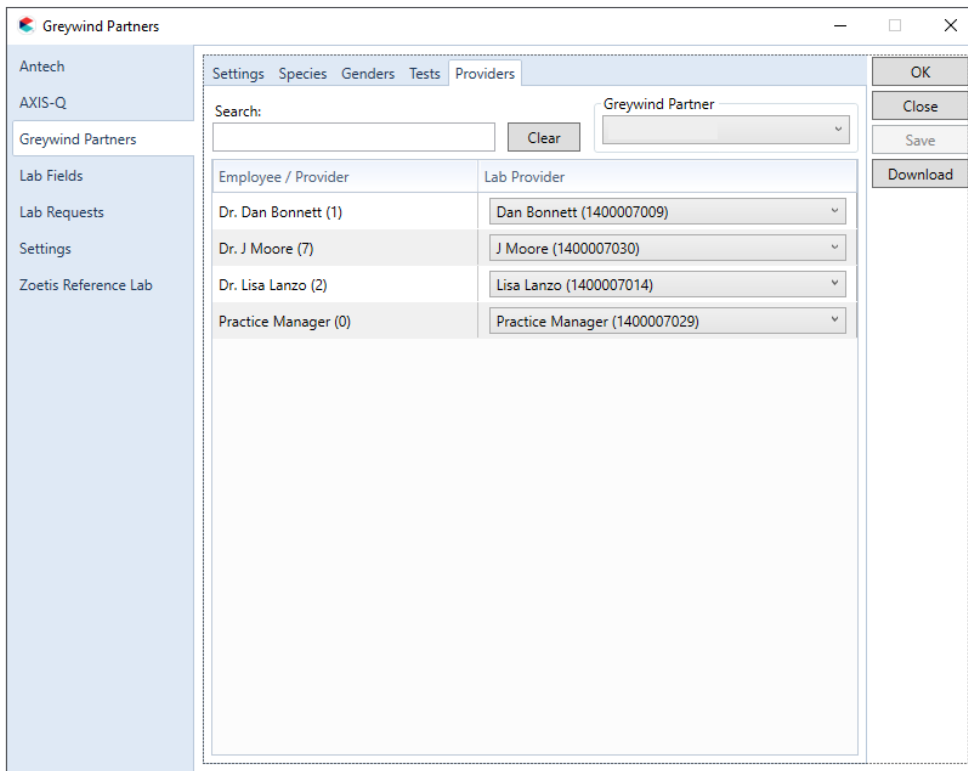 Greywind Partners
Antech
AXIS-Q
Greywind Partners
Lab Fields
Lab Requests
Settings
Zoetis Reference Lab
Settings Species Genders Tests Providers
Search:
Clear
Greywind Partner
Employee / Provider Lab Provider
Dr. Dan Bonnett (1) Dan Bonnett (1400007009)
Dr. J Moore (7) J Moore (1400007030)
Dr. Lisa Lanzo (2) Lisa Lanzo (1400007014)
Practice Manager (0) Practice Manager (1400007029)
OK
Close
Save
Download